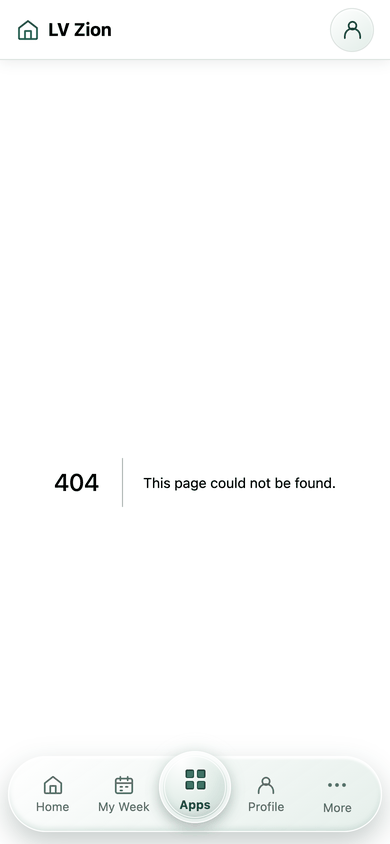 LV Zion
404
This page could not be found.
Home
My Week
Apps
Profile
More